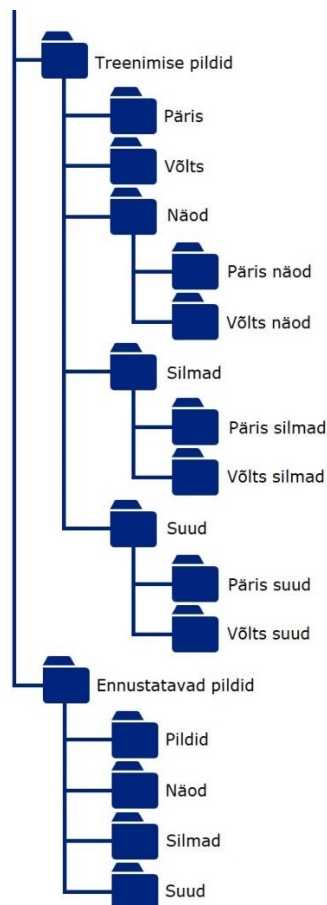 Treenimise pildid
Päris
Võlts
Näod
Päris näod
Võlts näod
Silmad
Päris silmad
Võlts silmad
Suud
Päris suud
Võlts suud
Ennustatavad pildid
Pildid
Näod
Silmad
Suud